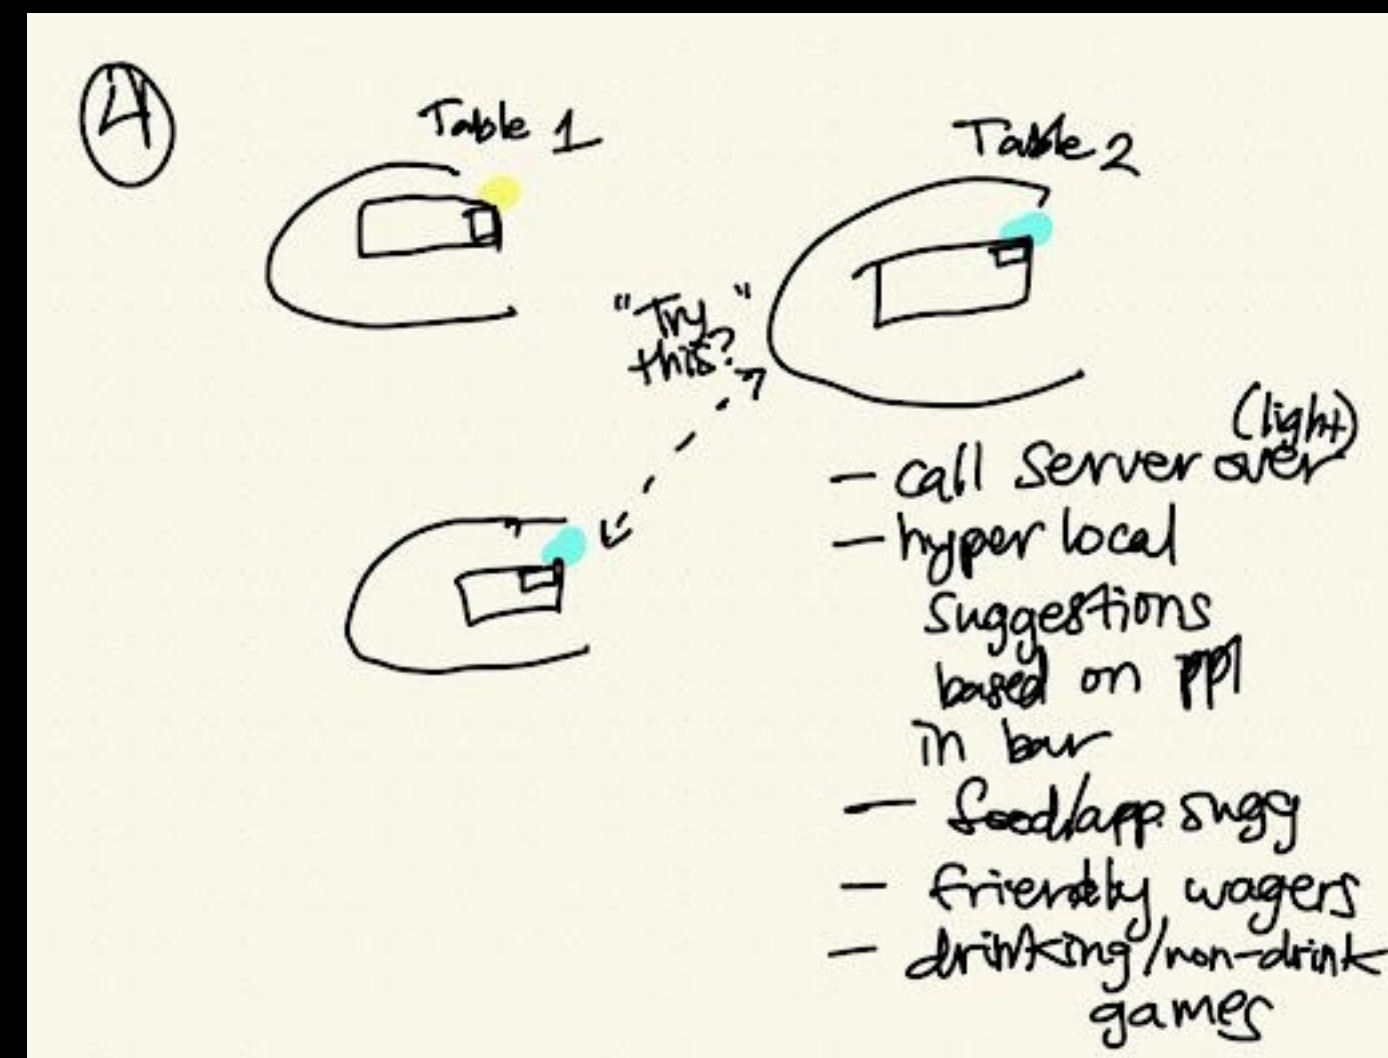 4
Table 1
Table 2
"Try "
this?
(light)
- call server over
- hyper local
suggestions
based on ppl
in bar
- food/app sugg
- friendly wagers
- drinking/non-drink
games